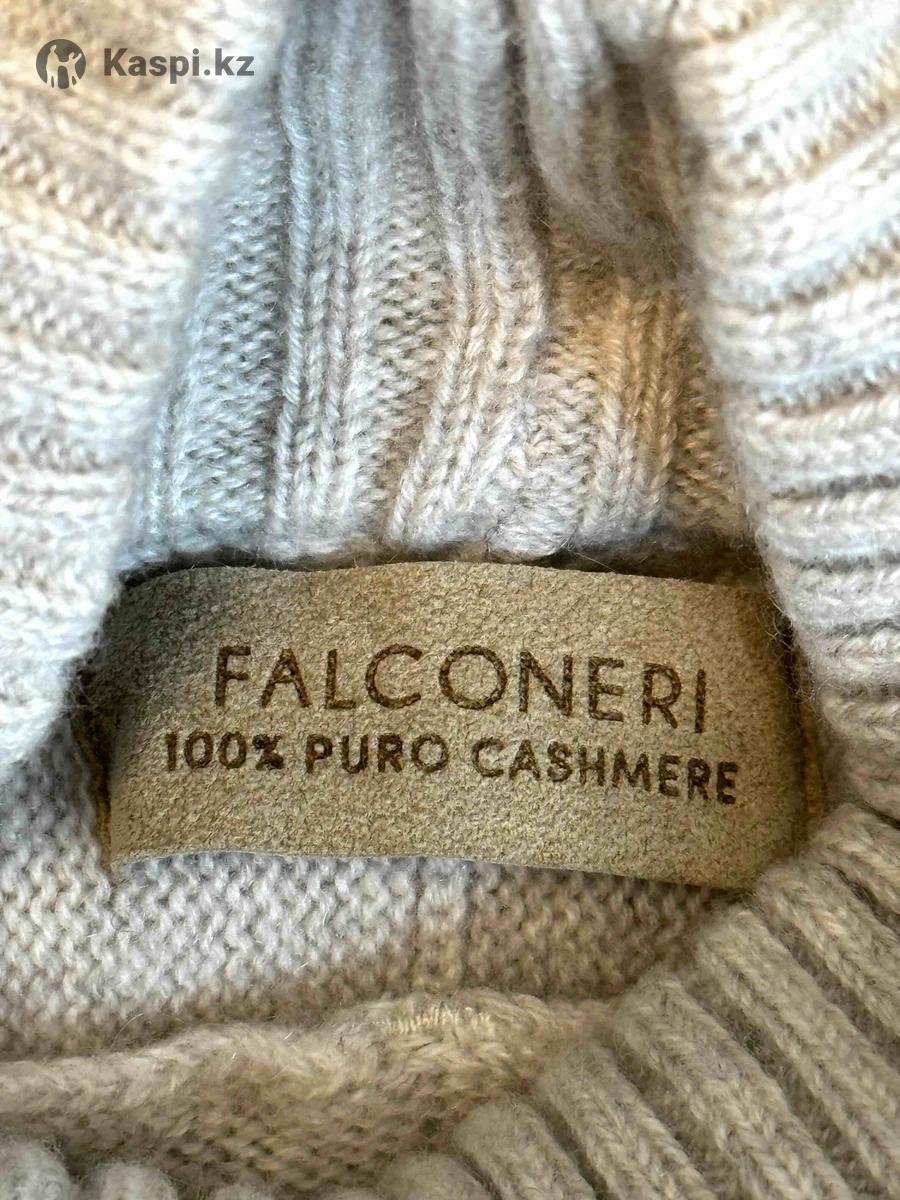 Kaspi.kz
FALCONERI
100% PURO CASHMERE